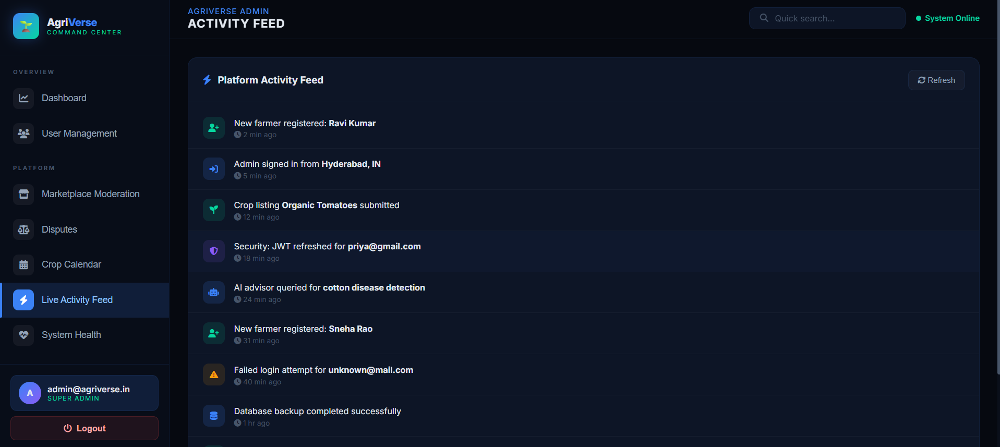 AgriVerse
COMMAND CENTER
OVERVIEW
Dashboard
User Management
PLATFORM
Marketplace Moderation
Disputes
Crop Calendar
Live Activity Feed
System Health
A
admin@agriverse.in
SUPER ADMIN
Logout
AGRIVERSE ADMIN
ACTIVITY FEED
Quick search...
System Online
Platform Activity Feed
Refresh
New farmer registered: Ravi Kumar
2 min ago
Admin signed in from Hyderabad, IN
5 min ago
Crop listing Organic Tomatoes submitted
12 min ago
Security: JWT refreshed for priya@gmail.com
18 min ago
AI advisor queried for cotton disease detection
24 min ago
New farmer registered: Sneha Rao
31 min ago
Failed login attempt for unknown@mail.com
40 min ago
Database backup completed successfully
1 hr ago